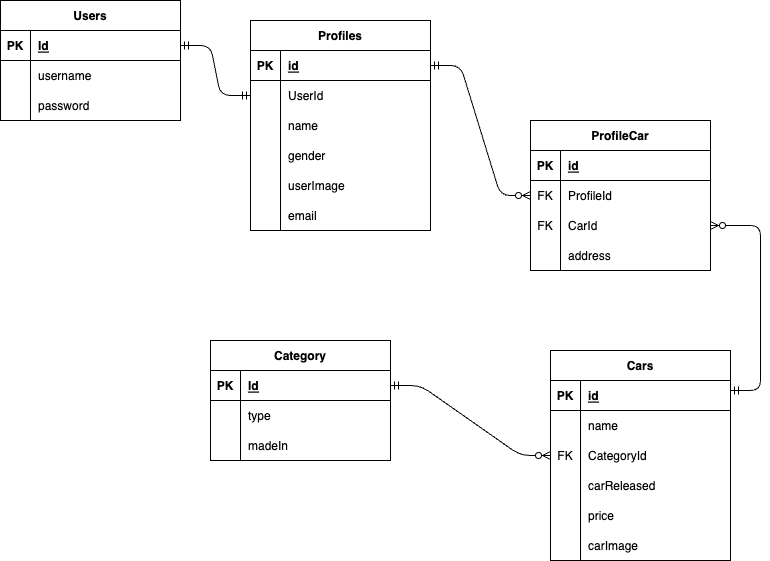 Users
PK Id
username
password
Profiles
PK id
UserId
name
gender
userImage
email
ProfileCar
PK id
FK ProfileId
FK CarId
address
Category
PK Id
type
madeIn
Cars
PK id
name
FK CategoryId
carReleased
price
carImage